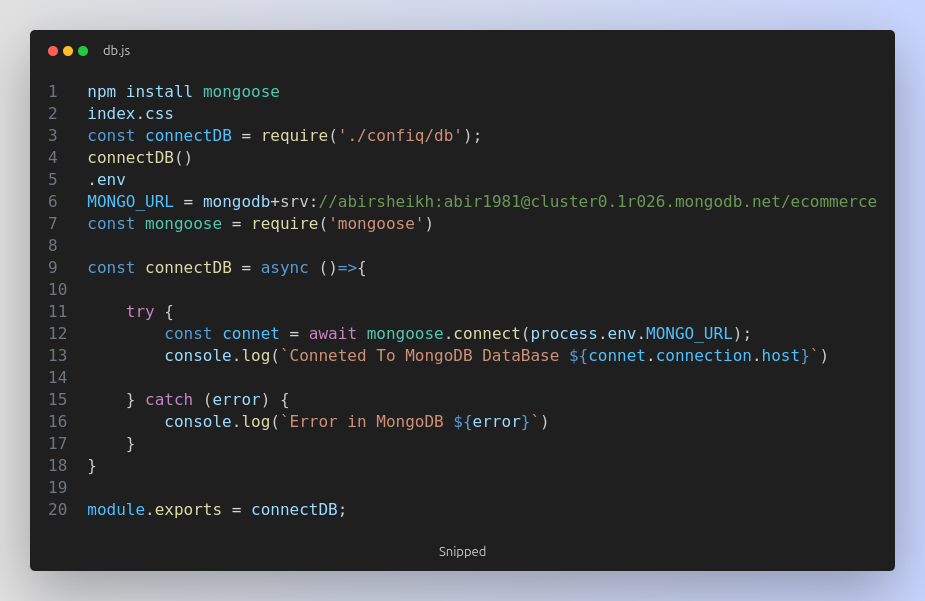 db.js
1 npm install mongoose
2 index.css
3 const connectDB = require('./confiq/db');
4 connectDB()
5 .env
6 MONGO_URL = mongodb+srv://abirsheikh:abir1981@cluster0.1r026.mongodb.net/ecommerce
7 const mongoose = require('mongoose')
8
9 const connectDB = async ()=>{
10
11     try {
12         const connet = await mongoose.connect(process.env.MONGO_URL);
13         console.log(`Conneted To MongoDB DataBase ${connet.connection.host}`)
14
15     } catch (error) {
16         console.log(`Error in MongoDB ${error}`)
17     }
18 }
19
20 module.exports = connectDB;
Snipped